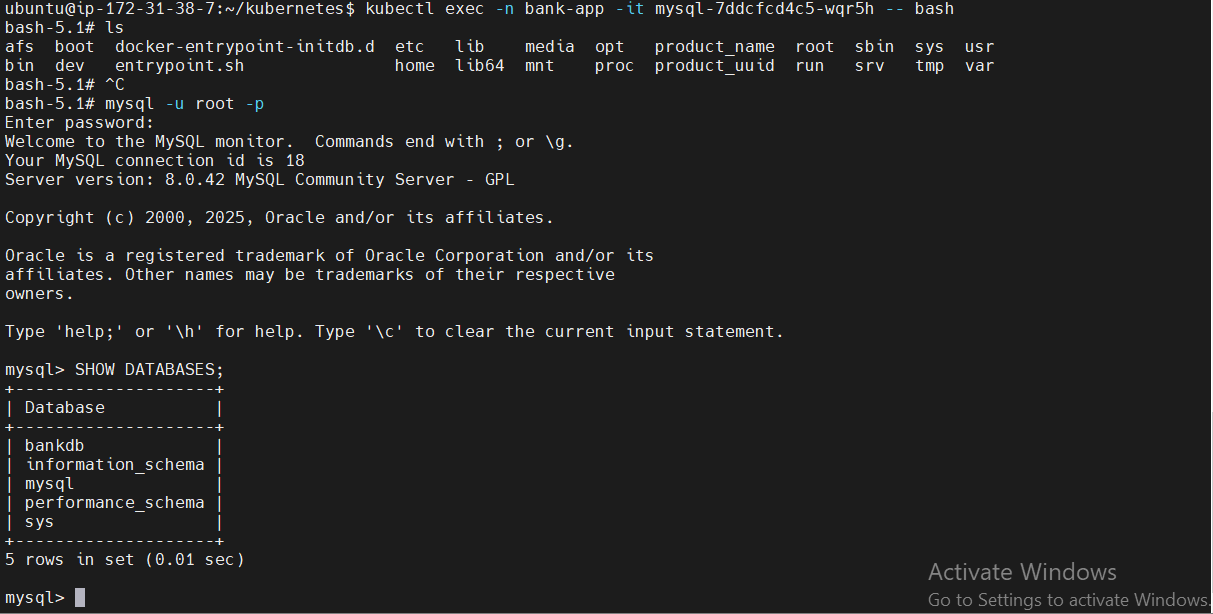 ubuntu@ip-172-31-38-7:~/kubernetes$ kubectl exec -n bank-app -it mysql-7ddcfcd4c5-wqr5h -- bash
bash-5.1# ls
afs  boot  docker-entrypoint-initdb.d  etc   lib    media  opt   product_name  root  sbin  sys  usr
bin  dev   entrypoint.sh               home  lib64  mnt    proc  product_uuid  run   srv   tmp  var
bash-5.1# ^C
bash-5.1# mysql -u root -p
Enter password:
Welcome to the MySQL monitor.  Commands end with ; or \g.
Your MySQL connection id is 18
Server version: 8.0.42 MySQL Community Server - GPL

Copyright (c) 2000, 2025, Oracle and/or its affiliates.

Oracle is a registered trademark of Oracle Corporation and/or its
affiliates. Other names may be trademarks of their respective
owners.

Type 'help;' or '\h' for help. Type '\c' to clear the current input statement.

mysql> SHOW DATABASES;
+--------------------+
| Database           |
+--------------------+
| bankdb             |
| information_schema |
| mysql              |
| performance_schema |
| sys                |
+--------------------+
5 rows in set (0.01 sec)

mysql>
Activate Windows
Go to Settings to activate Windows.